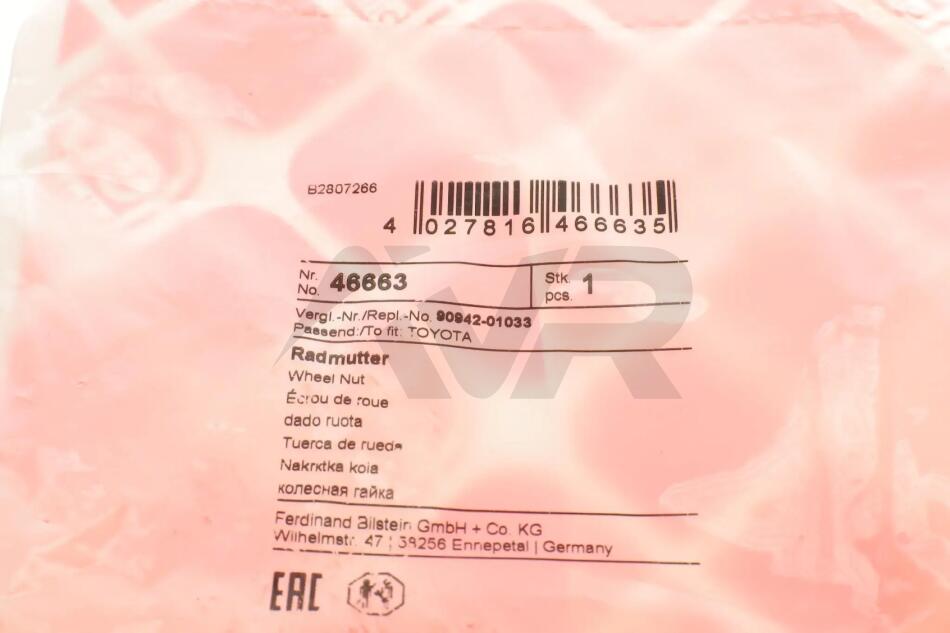 B2807266
4 027816 466635
Nr. No. 46663 Stk. pcs. 1
Vergl.-Nr./Repl.-No. 90942-01033
Passend:/To fit: TOYOTA
Radmutter
Wheel Nut
Écrou de roue
dado ruota
Tuerca de rueda
Nakrętka koła
колесная гайка
Ferdinand Bilstein GmbH + Co. KG
Wilhelmstr. 47 | 58256 Ennepetal | Germany
EAC
AVR